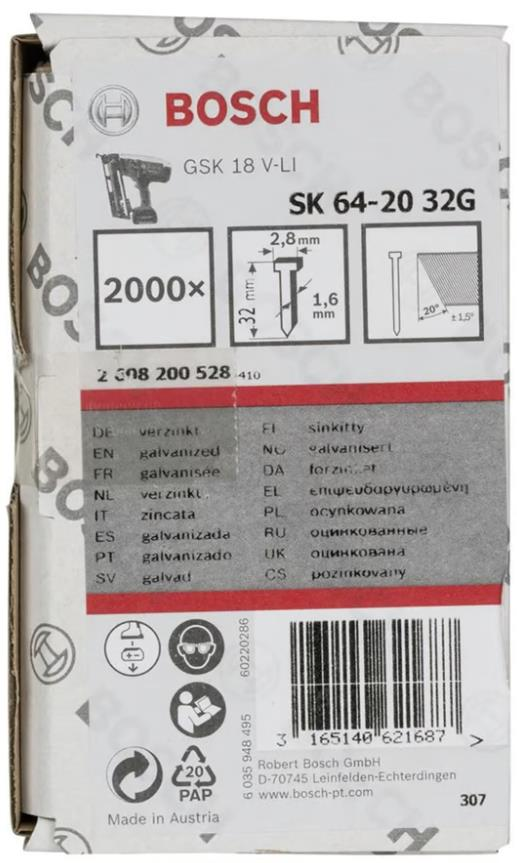 BOSCH
GSK 18 V-LI
SK 64-20 32G
2000×
2,8 mm
32 mm
1,6 mm
20°
±1,5°
2 608 200 528 410
DE verzinkt
EN galvanized
FR galvanisée
NL verzinkt
IT zincata
ES galvanizada
PT galvanizado
SV galvad
FI sinkitty
NO galvanisert
DA forzinket
EL επιψευδαργυρωμένη
PL ocynkowana
RU оцинкованные
UK оцинкована
CS pozinkovaný
60220286
6 035 948 495
3 165140 621687 >
20
PAP
Made in Austria
Robert Bosch GmbH
D-70745 Leinfelden-Echterdingen
www.bosch-pt.com
307